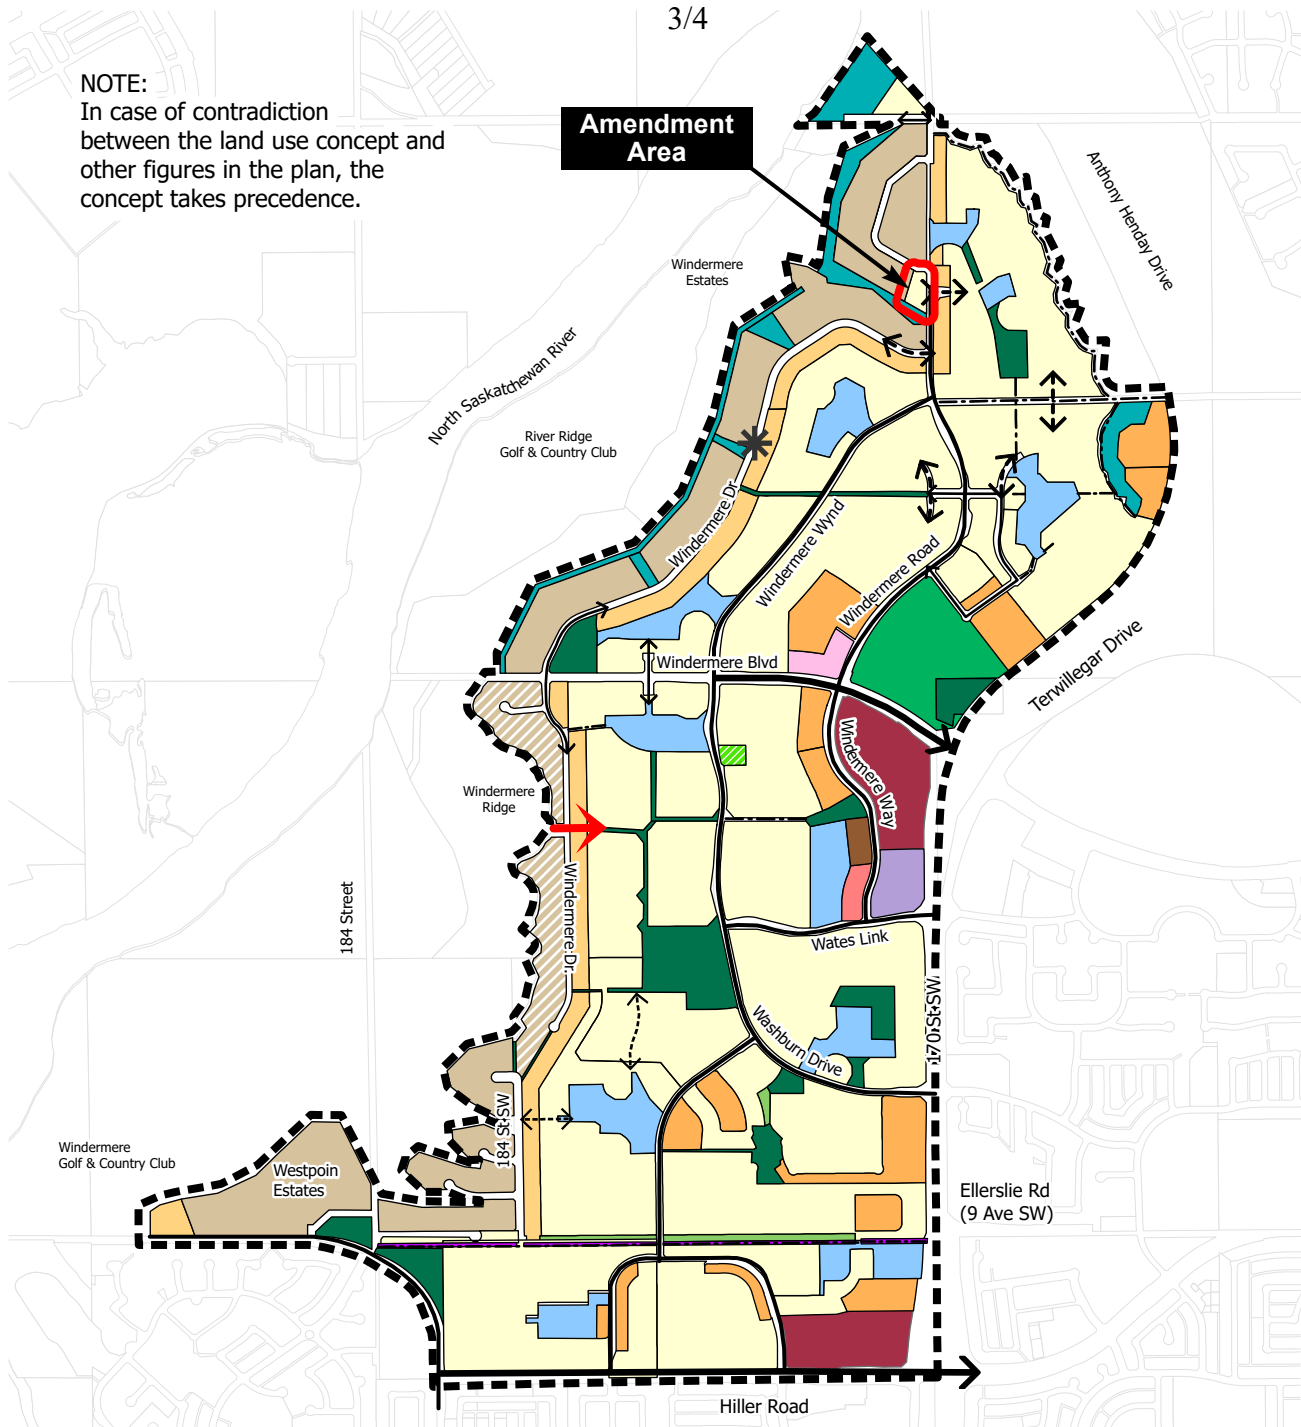 3/4
NOTE:
In case of contradiction
between the land use concept and
other figures in the plan, the
concept takes precedence.
Amendment
Area
Anthony Henday Drive
Windermere
Estates
North Saskatchewan River
River Ridge
Golf & Country Club
Windermere Dr
Windermere Wynd
Windermere Road
Windermere Blvd
Terwillegar Drive
Windermere Way
Windermere
Ridge
Windermere Dr.
184 Street
Wates Link
170 St SW
Washburn Drive
184 St SW
Windermere
Golf & Country Club
Westpoin
Estates
Ellerslie Rd
(9 Ave SW)
Hiller Road